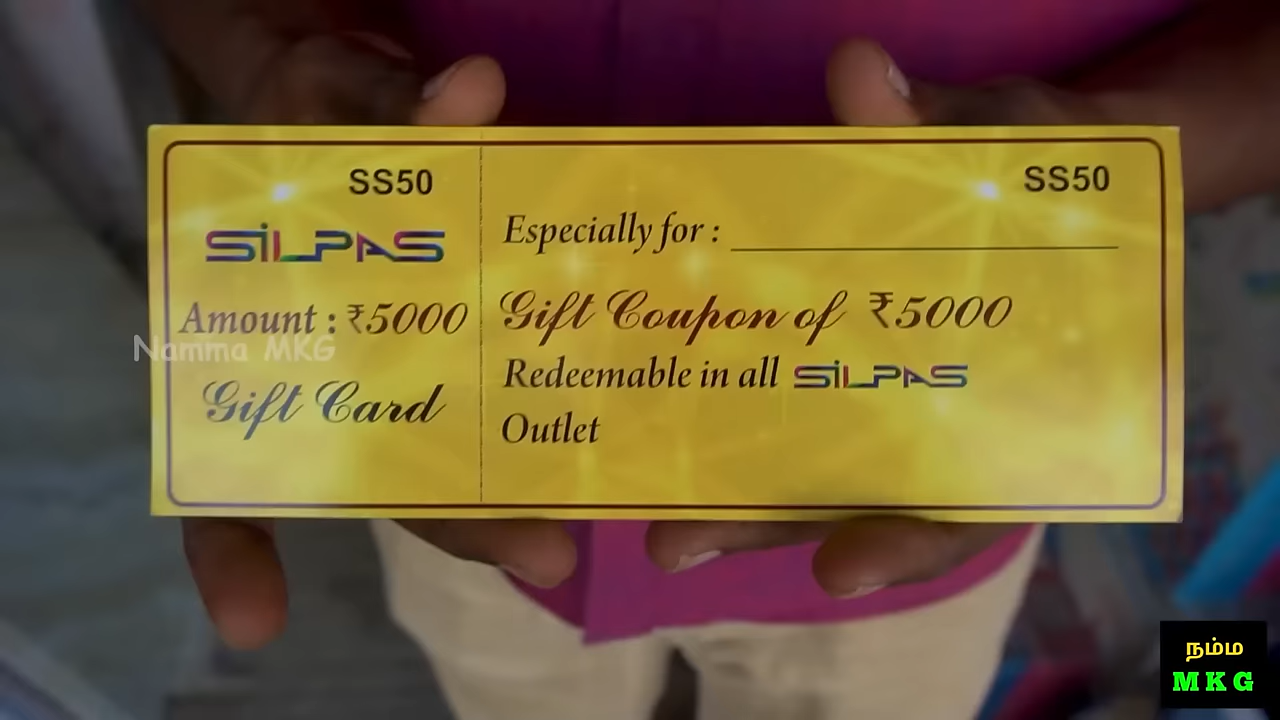 SS50
SiLPAS
Amount : ₹5000
Gift Card
SS50
Especially for :
Gift Coupon of ₹5000
Redeemable in all SiLPAS
Outlet
Namma MKG
நம்ம
MKG